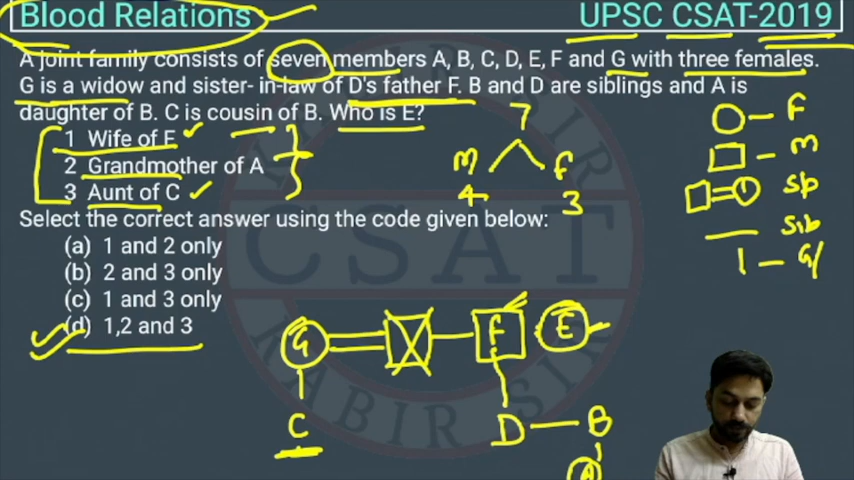 Blood Relations
UPSC CSAT-2019
A joint family consists of seven members A, B, C, D, E, F and G with three females.
G is a widow and sister- in-law of D's father F. B and D are siblings and A is
daughter of B. C is cousin of B. Who is E?
1 Wife of F
2 Grandmother of A
3 Aunt of C
Select the correct answer using the code given below:
(a) 1 and 2 only
(b) 2 and 3 only
(c) 1 and 3 only
(d) 1,2 and 3
7
M f
4 3
F
m
sp
sib
G
G F E
C D B
A
CSAT
KABIR SIR